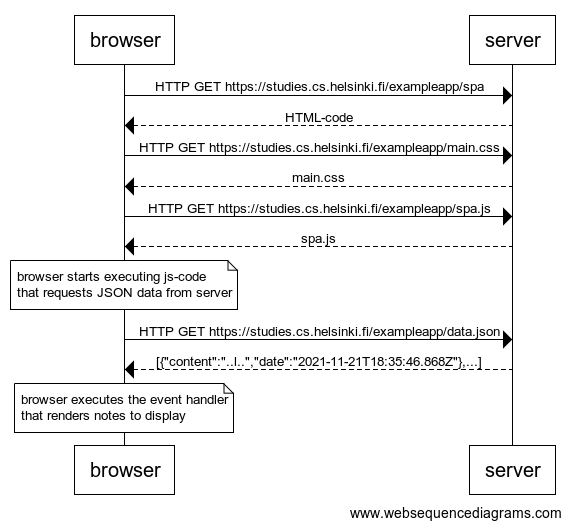 browser
server
HTTP GET https://studies.cs.helsinki.fi/exampleapp/spa
HTML-code
HTTP GET https://studies.cs.helsinki.fi/exampleapp/main.css
main.css
HTTP GET https://studies.cs.helsinki.fi/exampleapp/spa.js
spa.js
browser starts executing js-code
that requests JSON data from server
HTTP GET https://studies.cs.helsinki.fi/exampleapp/data.json
[{"content":"..l..","date":"2021-11-21T18:35:46.868Z"},...]
browser executes the event handler
that renders notes to display
browser
server
www.websequencediagrams.com